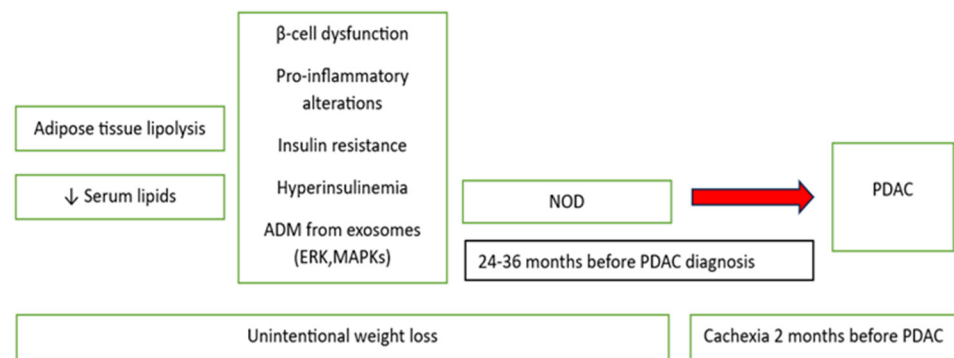 Adipose tissue lipolysis
↓ Serum lipids
β-cell dysfunction
Pro-inflammatory
alterations
Insulin resistance
Hyperinsulinemia
ADM from exosomes
(ERK,MAPKs)
NOD
24-36 months before PDAC diagnosis
PDAC
Unintentional weight loss
Cachexia 2 months before PDAC